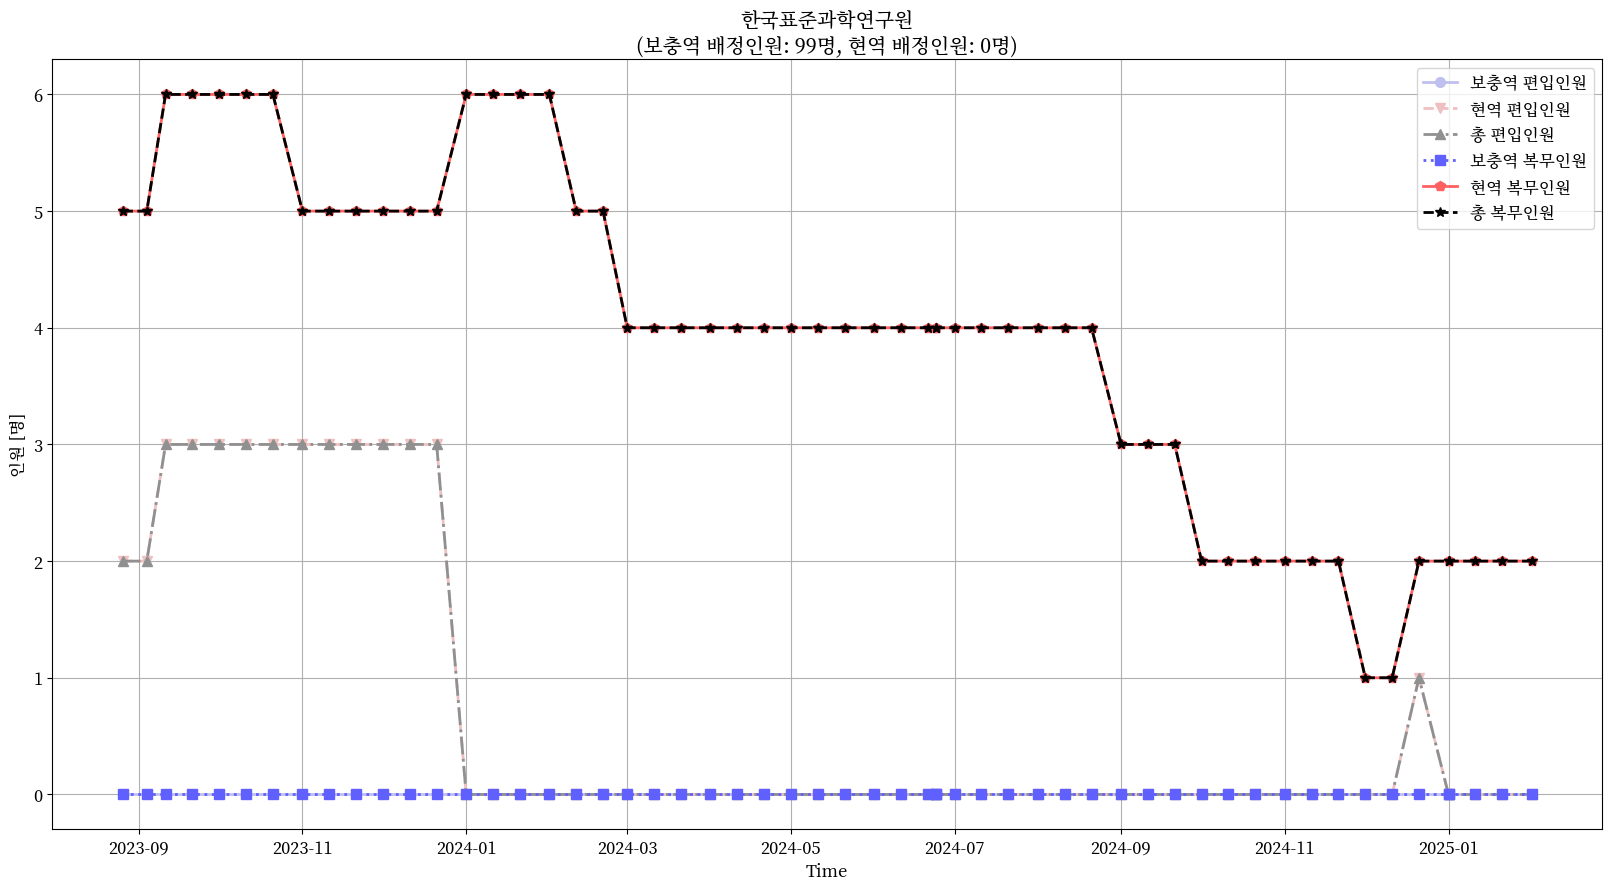 한국표준과학연구원
(보충역 배정인원: 99명, 현역 배정인원: 0명)
보충역 편입인원
현역 편입인원
총 편입인원
보충역 복무인원
현역 복무인원
총 복무인원
인원 [명]
6
5
4
3
2
1
0
2023-09
2023-11
2024-01
2024-03
2024-05
2024-07
2024-09
2024-11
2025-01
Time